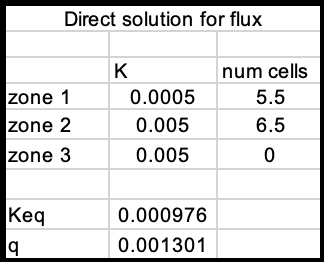 Direct solution for flux
K num cells
zone 1 0.0005 5.5
zone 2 0.005 6.5
zone 3 0.005 0
Keq 0.000976
q 0.001301